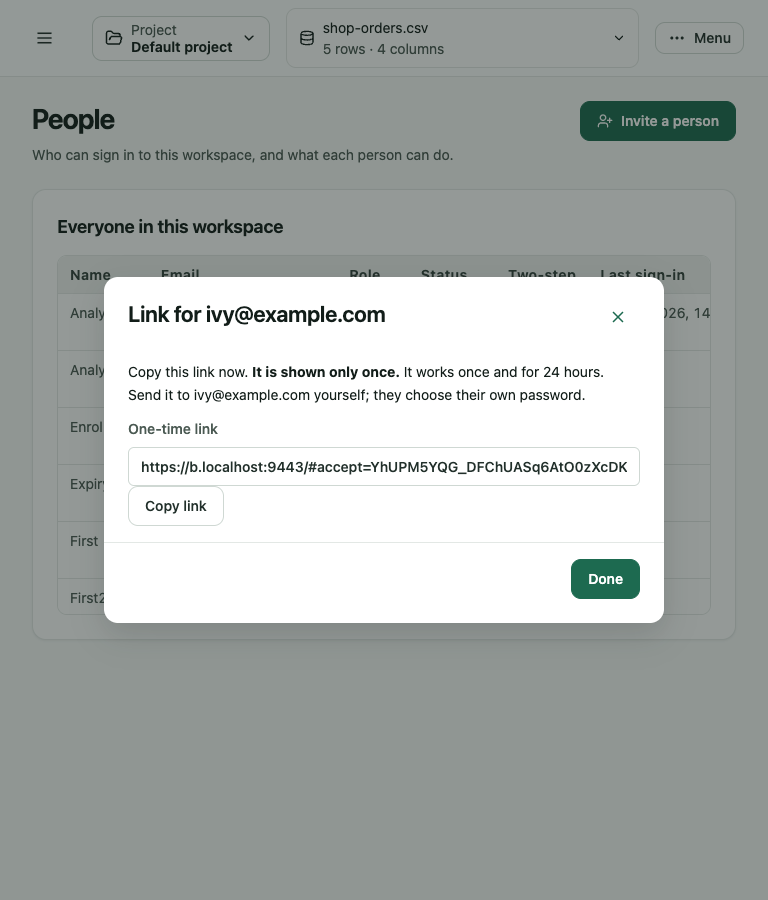 Project
Default project
shop-orders.csv
5 rows · 4 columns
Menu
People
Invite a person
Who can sign in to this workspace, and what each person can do.
Everyone in this workspace
Name Email Role Status Two-step Last sign-in
Link for ivy@example.com
Copy this link now. It is shown only once. It works once and for 24 hours.
Send it to ivy@example.com yourself; they choose their own password.
One-time link
https://b.localhost:9443/#accept=YhUPM5YQG_DFChUASq6AtO0zXcDK
Copy link
Done
First
First2